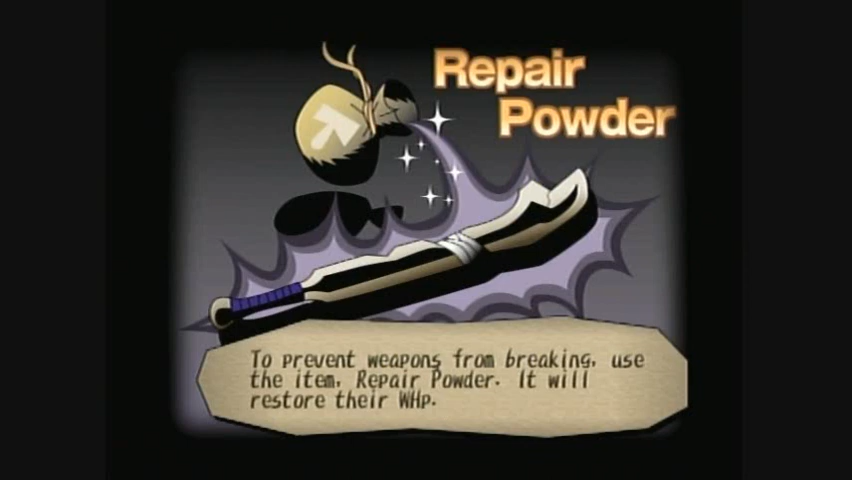 Repair
Powder
To prevent weapons from breaking, use
the item, Repair Powder. It will
restore their WHp.